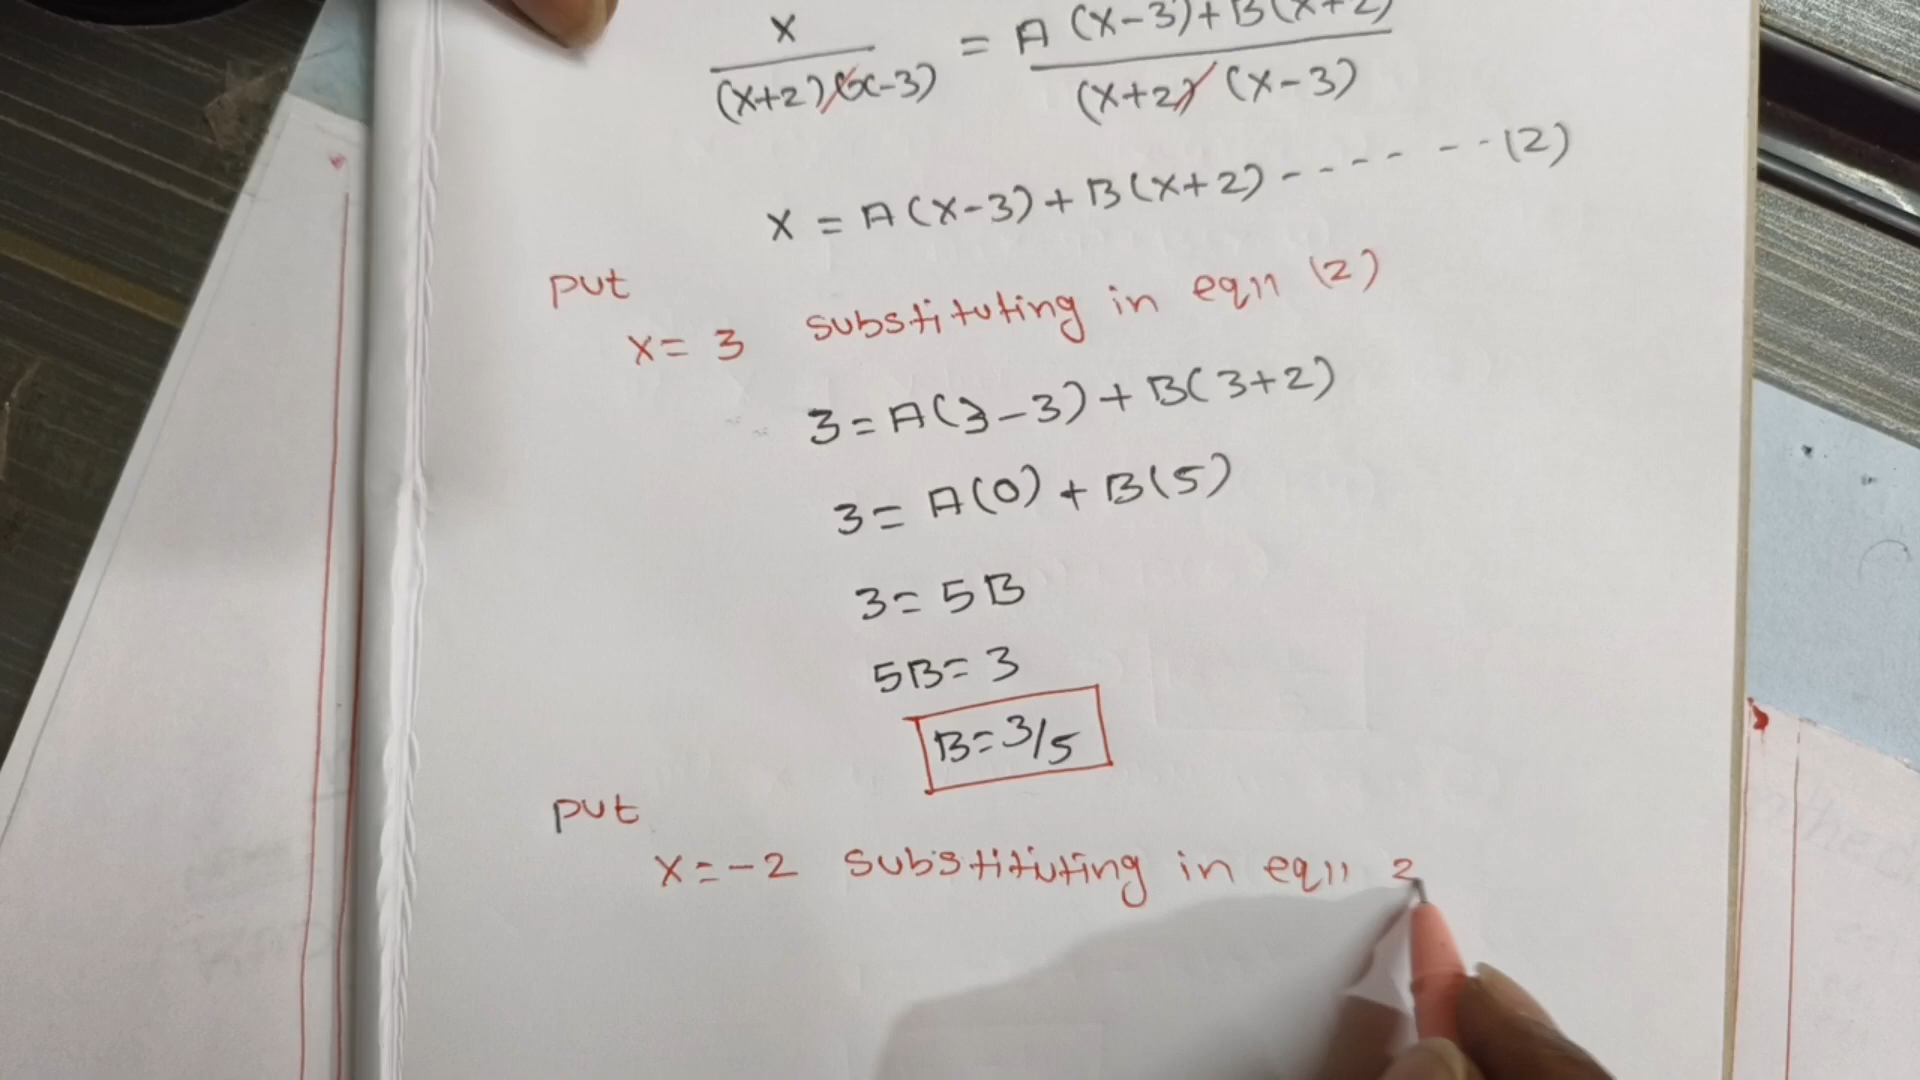 x / (x+2)(x-3) = A(x-3)+B(x+2) / (x+2)(x-3)
x = A(x-3)+B(x+2)------- --(2)
put
x= 3 substituting in eqn (2)
3=A(3-3)+B(3+2)
3= A(0)+B(5)
3= 5B
5B= 3
B=3/5
put
x=-2 substituting in eqn 2